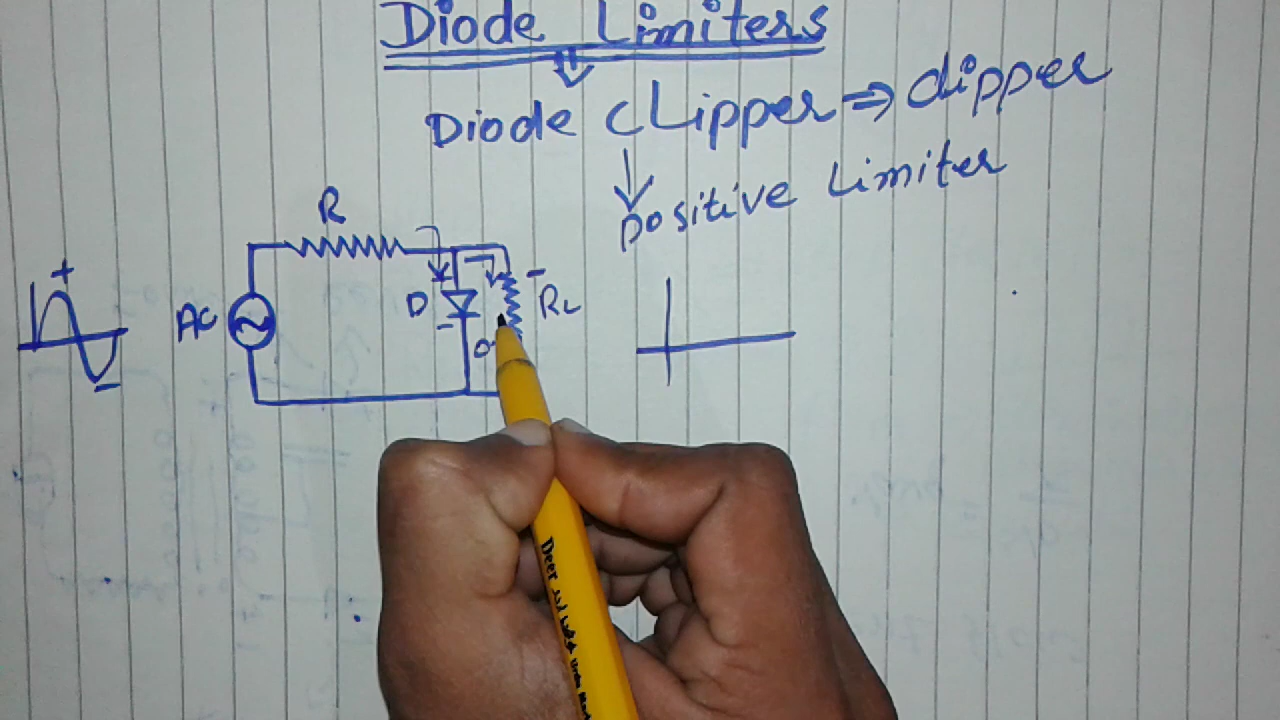 Diode Limiters
Diode cLipper ⇒ clipper
positive Limiter
R
+
AC
D
-
RL
-
-
Deer